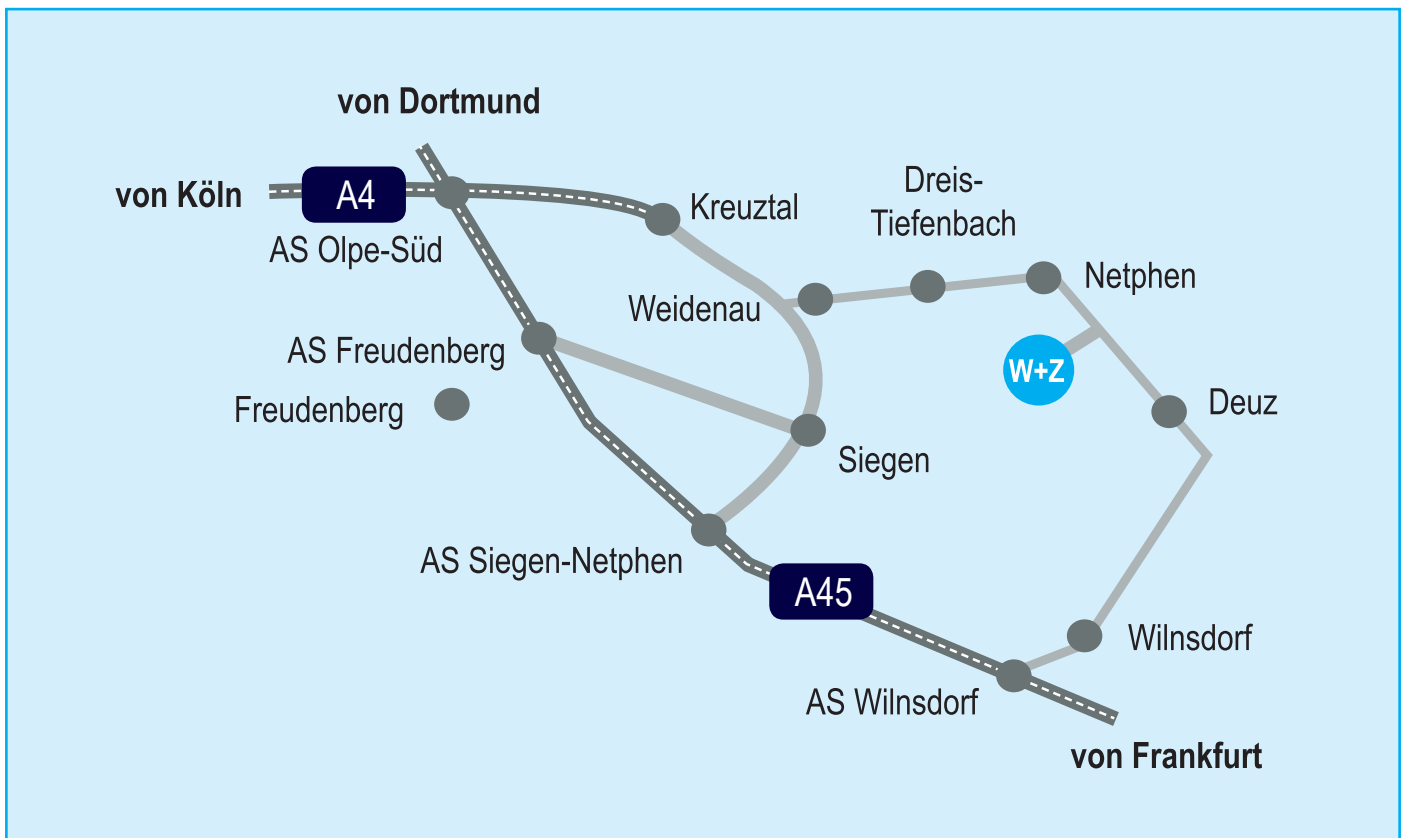 von Dortmund
von Köln
A4
AS Olpe-Süd
Kreuztal
Dreis-
Tiefenbach
Netphen
Weidenau
AS Freudenberg
W+Z
Freudenberg
Deuz
Siegen
AS Siegen-Netphen
A45
Wilnsdorf
AS Wilnsdorf
von Frankfurt